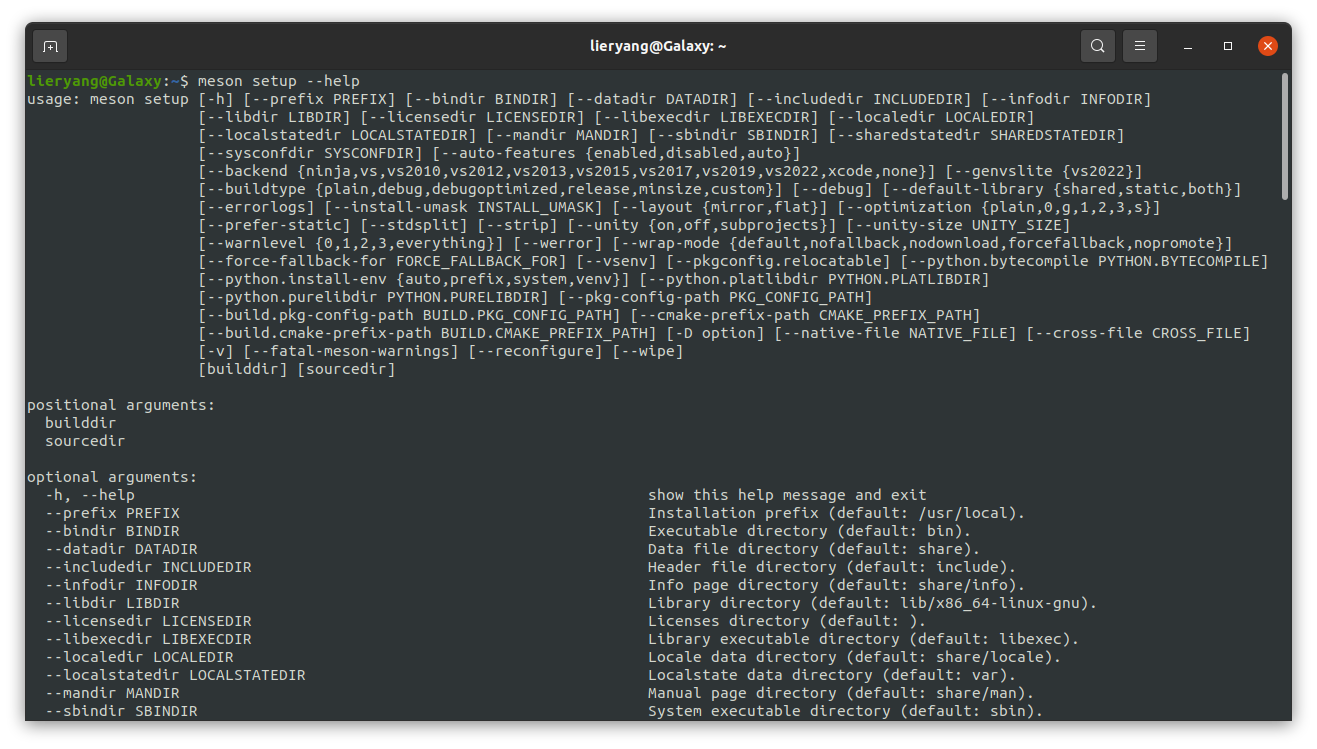 lieryang@Galaxy: ~
lieryang@Galaxy:~$ meson setup --help
usage: meson setup [-h] [--prefix PREFIX] [--bindir BINDIR] [--datadir DATADIR] [--includedir INCLUDEDIR] [--infodir INFODIR]
                   [--libdir LIBDIR] [--licensedir LICENSEDIR] [--libexecdir LIBEXECDIR] [--localedir LOCALEDIR]
                   [--localstatedir LOCALSTATEDIR] [--mandir MANDIR] [--sbindir SBINDIR] [--sharedstatedir SHAREDSTATEDIR]
                   [--sysconfdir SYSCONFDIR] [--auto-features {enabled,disabled,auto}]
                   [--backend {ninja,vs,vs2010,vs2012,vs2013,vs2015,vs2017,vs2019,vs2022,xcode,none}] [--genvslite {vs2022}]
                   [--buildtype {plain,debug,debugoptimized,release,minsize,custom}] [--debug] [--default-library {shared,static,both}]
                   [--errorlogs] [--install-umask INSTALL_UMASK] [--layout {mirror,flat}] [--optimization {plain,0,g,1,2,3,s}]
                   [--prefer-static] [--stdsplit] [--strip] [--unity {on,off,subprojects}] [--unity-size UNITY_SIZE]
                   [--warnlevel {0,1,2,3,everything}] [--werror] [--wrap-mode {default,nofallback,nodownload,forcefallback,nopromote}]
                   [--force-fallback-for FORCE_FALLBACK_FOR] [--vsenv] [--pkgconfig.relocatable] [--python.bytecompile PYTHON.BYTECOMPILE]
                   [--python.install-env {auto,prefix,system,venv}] [--python.platlibdir PYTHON.PLATLIBDIR]
                   [--python.purelibdir PYTHON.PURELIBDIR] [--pkg-config-path PKG_CONFIG_PATH]
                   [--build.pkg-config-path BUILD.PKG_CONFIG_PATH] [--cmake-prefix-path CMAKE_PREFIX_PATH]
                   [--build.cmake-prefix-path BUILD.CMAKE_PREFIX_PATH] [-D option] [--native-file NATIVE_FILE] [--cross-file CROSS_FILE]
                   [-v] [--fatal-meson-warnings] [--reconfigure] [--wipe]
                   [builddir] [sourcedir]

positional arguments:
  builddir
  sourcedir

optional arguments:
  -h, --help                                                         show this help message and exit
  --prefix PREFIX                                                    Installation prefix (default: /usr/local).
  --bindir BINDIR                                                    Executable directory (default: bin).
  --datadir DATADIR                                                  Data file directory (default: share).
  --includedir INCLUDEDIR                                            Header file directory (default: include).
  --infodir INFODIR                                                  Info page directory (default: share/info).
  --libdir LIBDIR                                                    Library directory (default: lib/x86_64-linux-gnu).
  --licensedir LICENSEDIR                                            Licenses directory (default: ).
  --libexecdir LIBEXECDIR                                            Library executable directory (default: libexec).
  --localedir LOCALEDIR                                              Locale data directory (default: share/locale).
  --localstatedir LOCALSTATEDIR                                      Localstate data directory (default: var).
  --mandir MANDIR                                                    Manual page directory (default: share/man).
  --sbindir SBINDIR                                                  System executable directory (default: sbin).